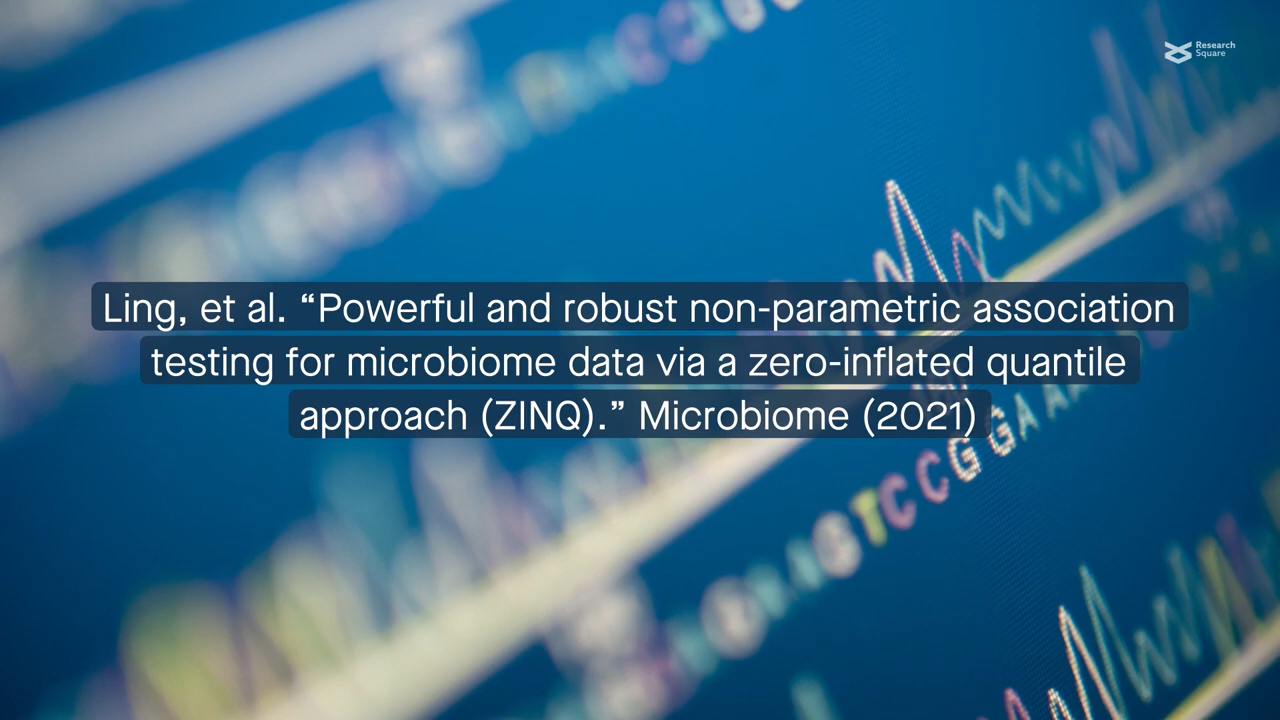 Research
Square
Ling, et al. “Powerful and robust non-parametric association
testing for microbiome data via a zero-inflated quantile
approach (ZINQ).” Microbiome (2021)
TCCGGAA